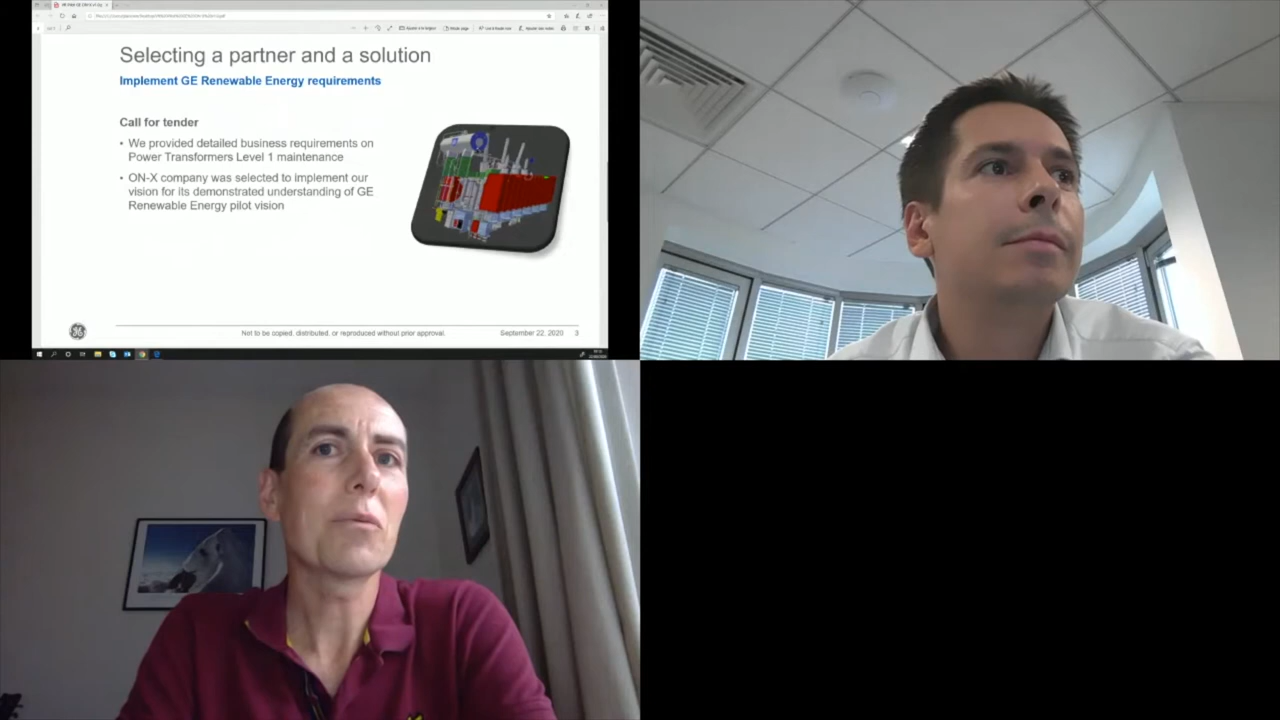 Selecting a partner and a solution
Implement GE Renewable Energy requirements
Call for tender
• We provided detailed business requirements on
Power Transformers Level 1 maintenance
• ON-X company was selected to implement our
vision for its demonstrated understanding of GE
Renewable Energy pilot vision
Not to be copied, distributed, or reproduced without prior approval.
September 22, 2020 3